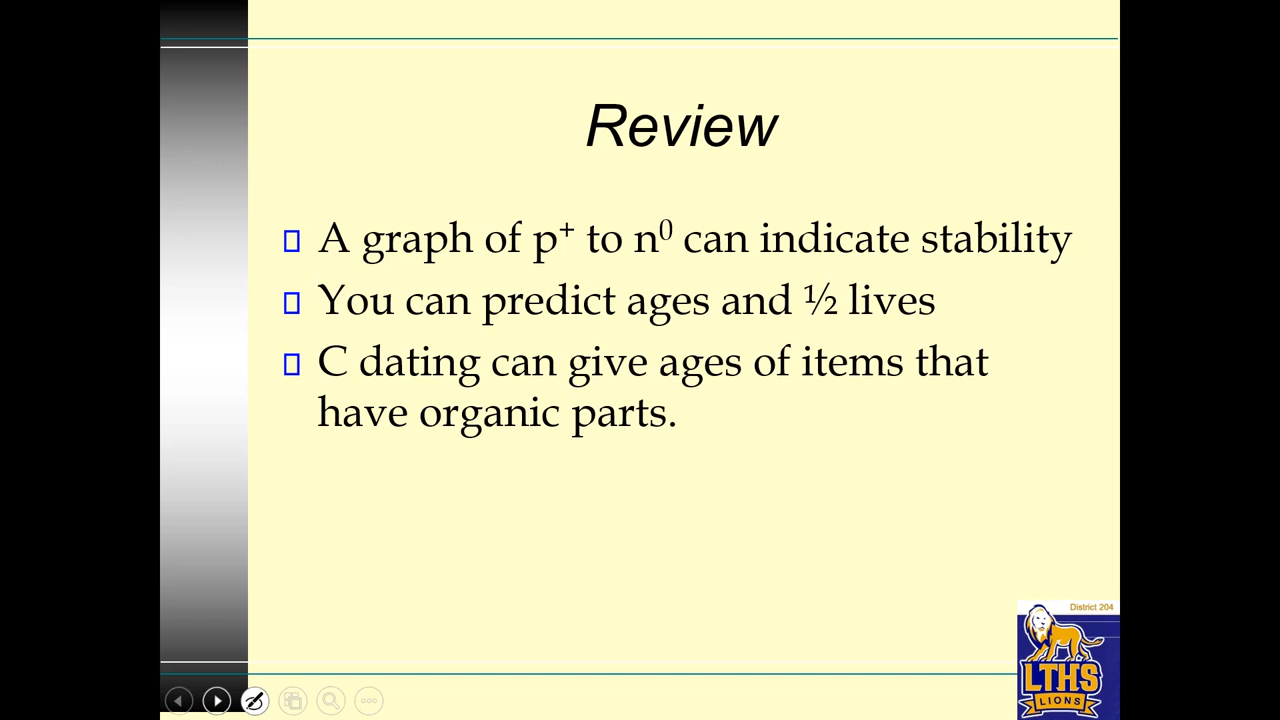 Review
A graph of p⁺ to n⁰ can indicate stability
You can predict ages and ½ lives
C dating can give ages of items that
have organic parts.
District 204
LTHS
LIONS